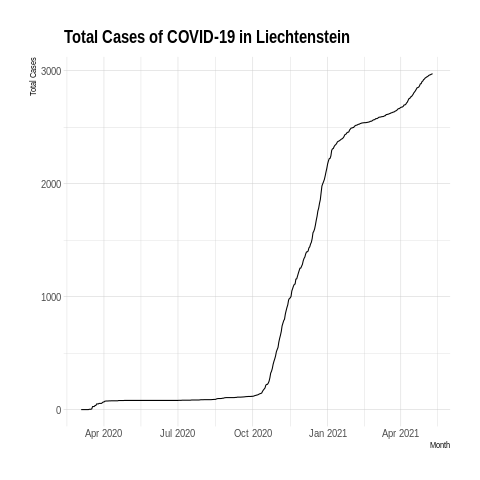 Total Cases of COVID-19 in Liechtenstein
Total Cases
3000
2000
1000
0
Apr 2020 Jul 2020 Oct 2020 Jan 2021 Apr 2021
Month